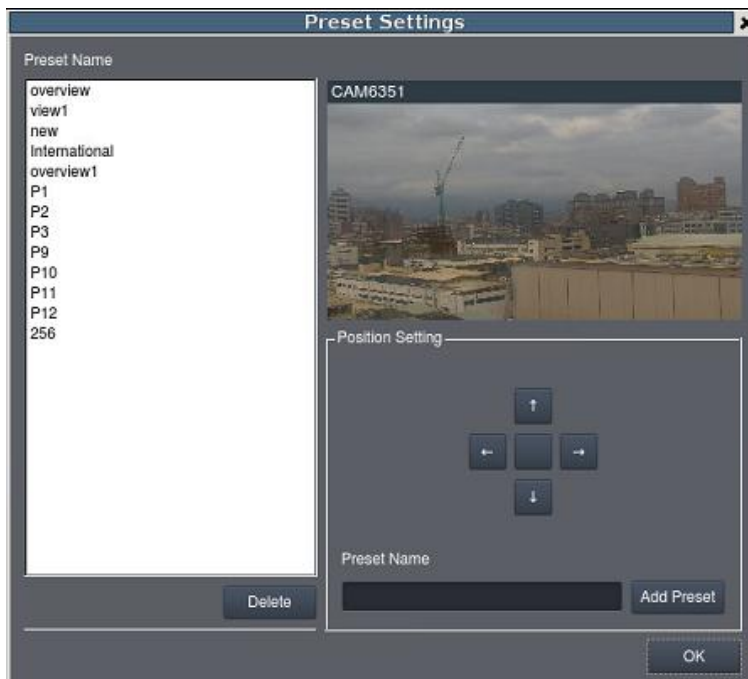 Preset Settings
Preset Name
overview
view1
new
International
overview1
P1
P2
P3
P9
P10
P11
P12
256
Delete
CAM6351
Position Setting
↑
← →
↓
Preset Name
Add Preset
OK